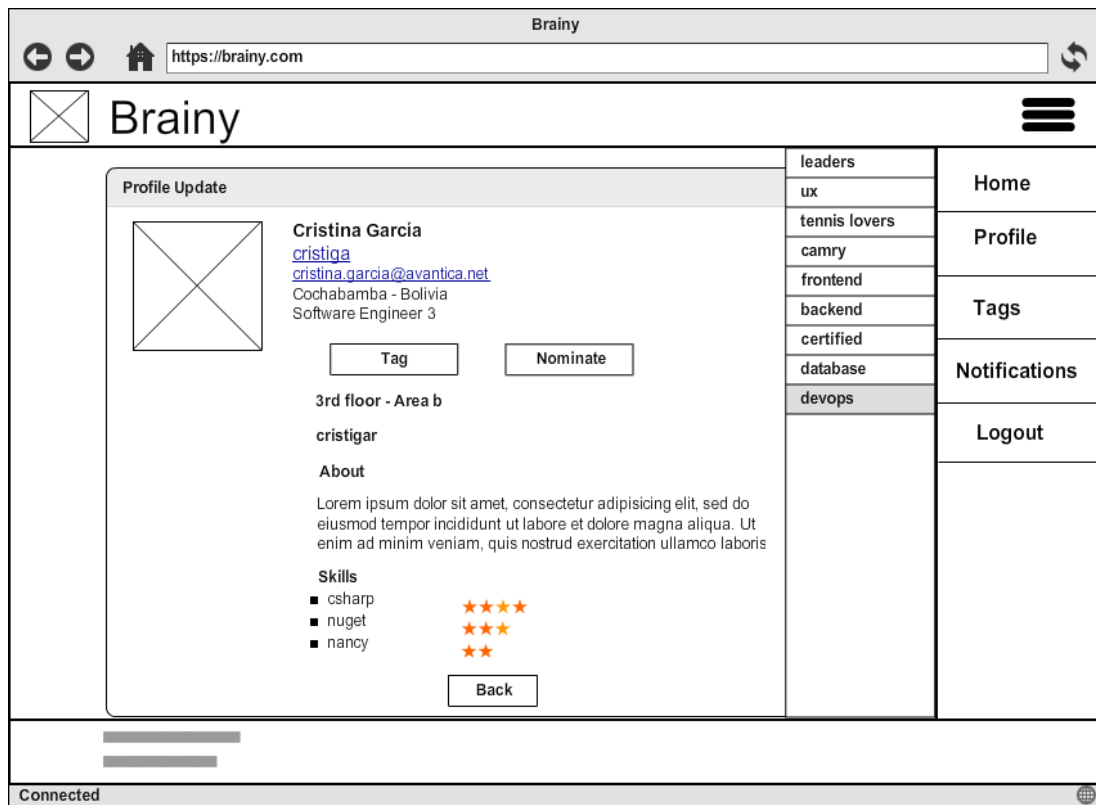 Brainy
https://brainy.com
Brainy
Profile Update
Cristina García
cristiga
cristina.garcia@avantica.net
Cochabamba - Bolivia
Software Engineer 3
Tag
Nominate
3rd floor - Area b
cristigar
About
Lorem ipsum dolor sit amet, consectetur adipisicing elit, sed do
eiusmod tempor incididunt ut labore et dolore magna aliqua. Ut
enim ad minim veniam, quis nostrud exercitation ullamco laboris
Skills
csharp
nuget
nancy
Back
leaders
ux
tennis lovers
camry
frontend
backend
certified
database
devops
Home
Profile
Tags
Notifications
Logout
Connected